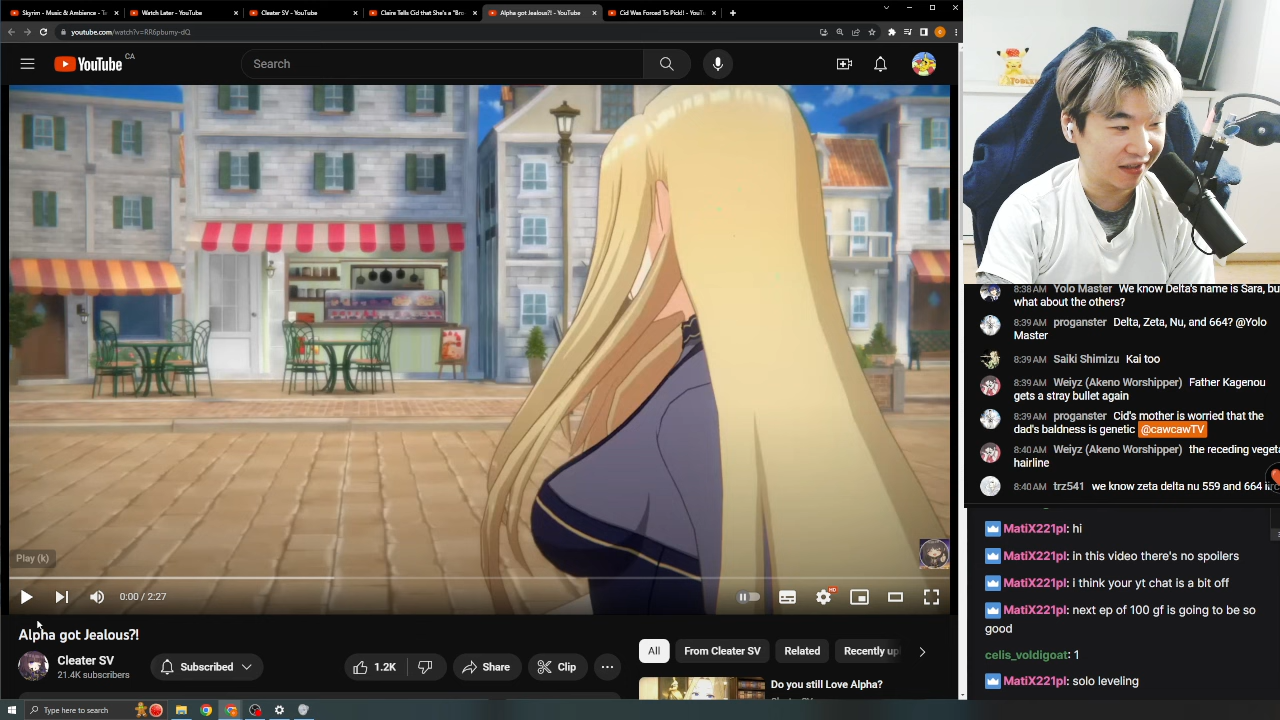 Skyrim - Music & Ambience - T
Watch Later - YouTube
Cleater SV - YouTube
Claire Tells Cid that She's a "Bro
Alpha got Jealous?! - YouTube
Cid Was Forced To Pick!! - YouT
youtube.com/watch?v=RR6pbumy-dQ
YouTube CA
Search
Play (k)
0:00 / 2:27
HD
Alpha got Jealous?!
Cleater SV
21.4K subscribers
Subscribed
1.2K
Share
Clip
All
From Cleater SV
Related
Recently up
Do you still Love Alpha?
Type here to search
8:38 AM Yolo Master We know Delta's name is Sara, bu
what about the others?
8:39 AM proganster Delta, Zeta, Nu, and 664? @Yolo
Master
8:39 AM Saiki Shimizu Kai too
8:39 AM Weiyz (Akeno Worshipper) Father Kagenou
gets a stray bullet again
8:39 AM proganster Cid's mother is worried that the
dad's baldness is genetic @cawcawTV
8:40 AM Weiyz (Akeno Worshipper) the receding vegeta
hairline
8:40 AM trz541 we know zeta delta nu 559 and 664
MatiX221pl: hi
MatiX221pl: in this video there's no spoilers
MatiX221pl: i think your yt chat is a bit off
MatiX221pl: next ep of 100 gf is going to be so
good
celis_voldigoat: 1
MatiX221pl: solo leveling